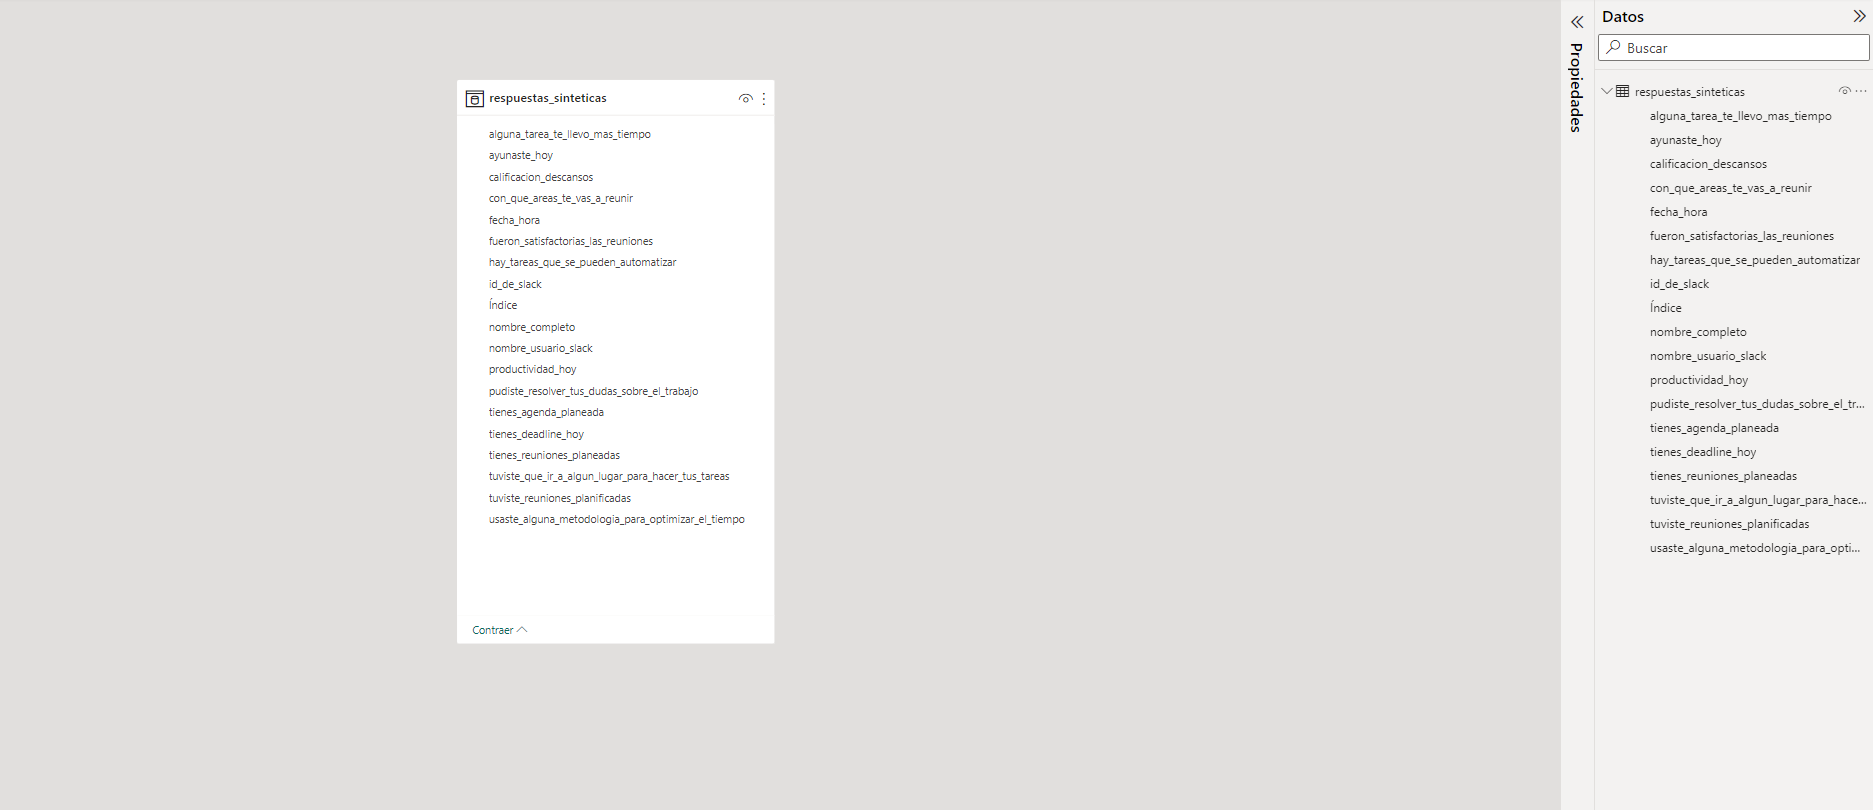 respuestas_sinteticas
alguna_tarea_te_llevo_mas_tiempo
ayunaste_hoy
calificacion_descansos
con_que_areas_te_vas_a_reunir
fecha_hora
fueron_satisfactorias_las_reuniones
hay_tareas_que_se_pueden_automatizar
id_de_slack
Índice
nombre_completo
nombre_usuario_slack
productividad_hoy
pudiste_resolver_tus_dudas_sobre_el_trabajo
tienes_agenda_planeada
tienes_deadline_hoy
tienes_reuniones_planeadas
tuviste_que_ir_a_algun_lugar_para_hacer_tus_tareas
tuviste_reuniones_planificadas
usaste_alguna_metodologia_para_optimizar_el_tiempo
Contraer
Propiedades
Datos
Buscar
respuestas_sinteticas
alguna_tarea_te_llevo_mas_tiempo
ayunaste_hoy
calificacion_descansos
con_que_areas_te_vas_a_reunir
fecha_hora
fueron_satisfactorias_las_reuniones
hay_tareas_que_se_pueden_automatizar
id_de_slack
Índice
nombre_completo
nombre_usuario_slack
productividad_hoy
pudiste_resolver_tus_dudas_sobre_el_tr...
tienes_agenda_planeada
tienes_deadline_hoy
tienes_reuniones_planeadas
tuviste_que_ir_a_algun_lugar_para_hace...
tuviste_reuniones_planificadas
usaste_alguna_metodologia_para_opti...